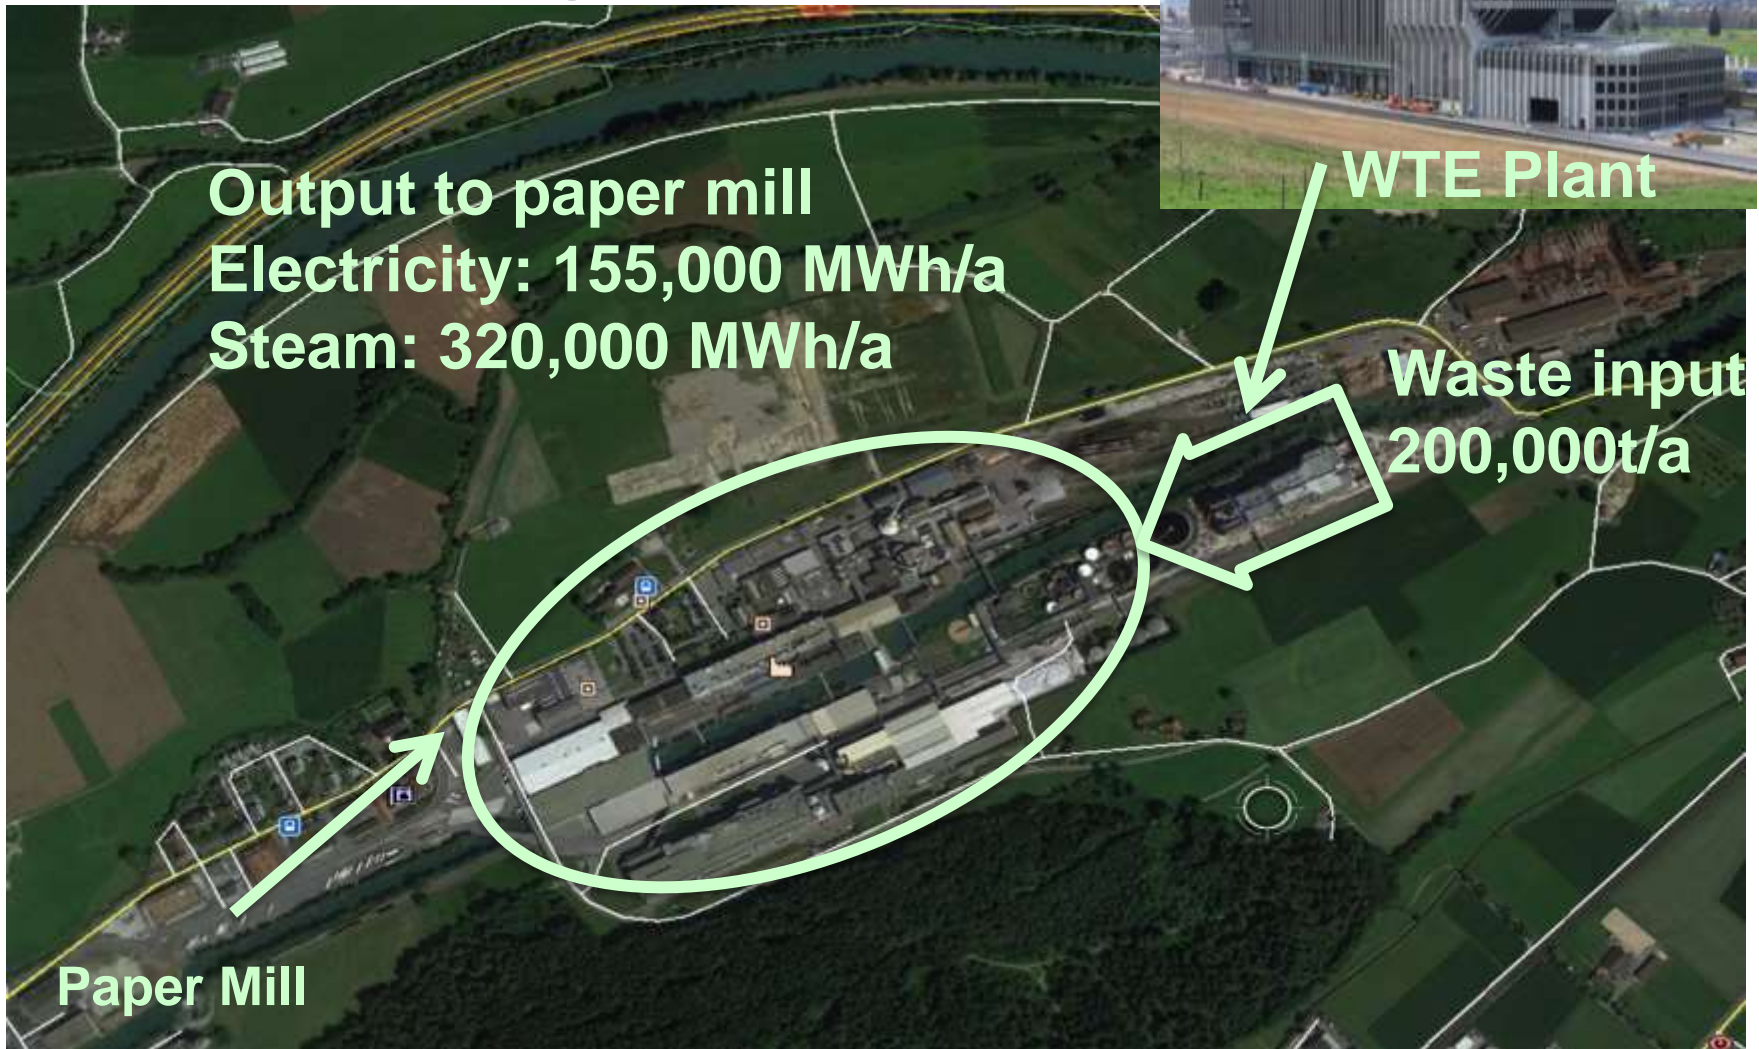 Output to paper mill
Electricity: 155,000 MWh/a
Steam: 320,000 MWh/a
WTE Plant
Waste input
200,000t/a
Paper Mill